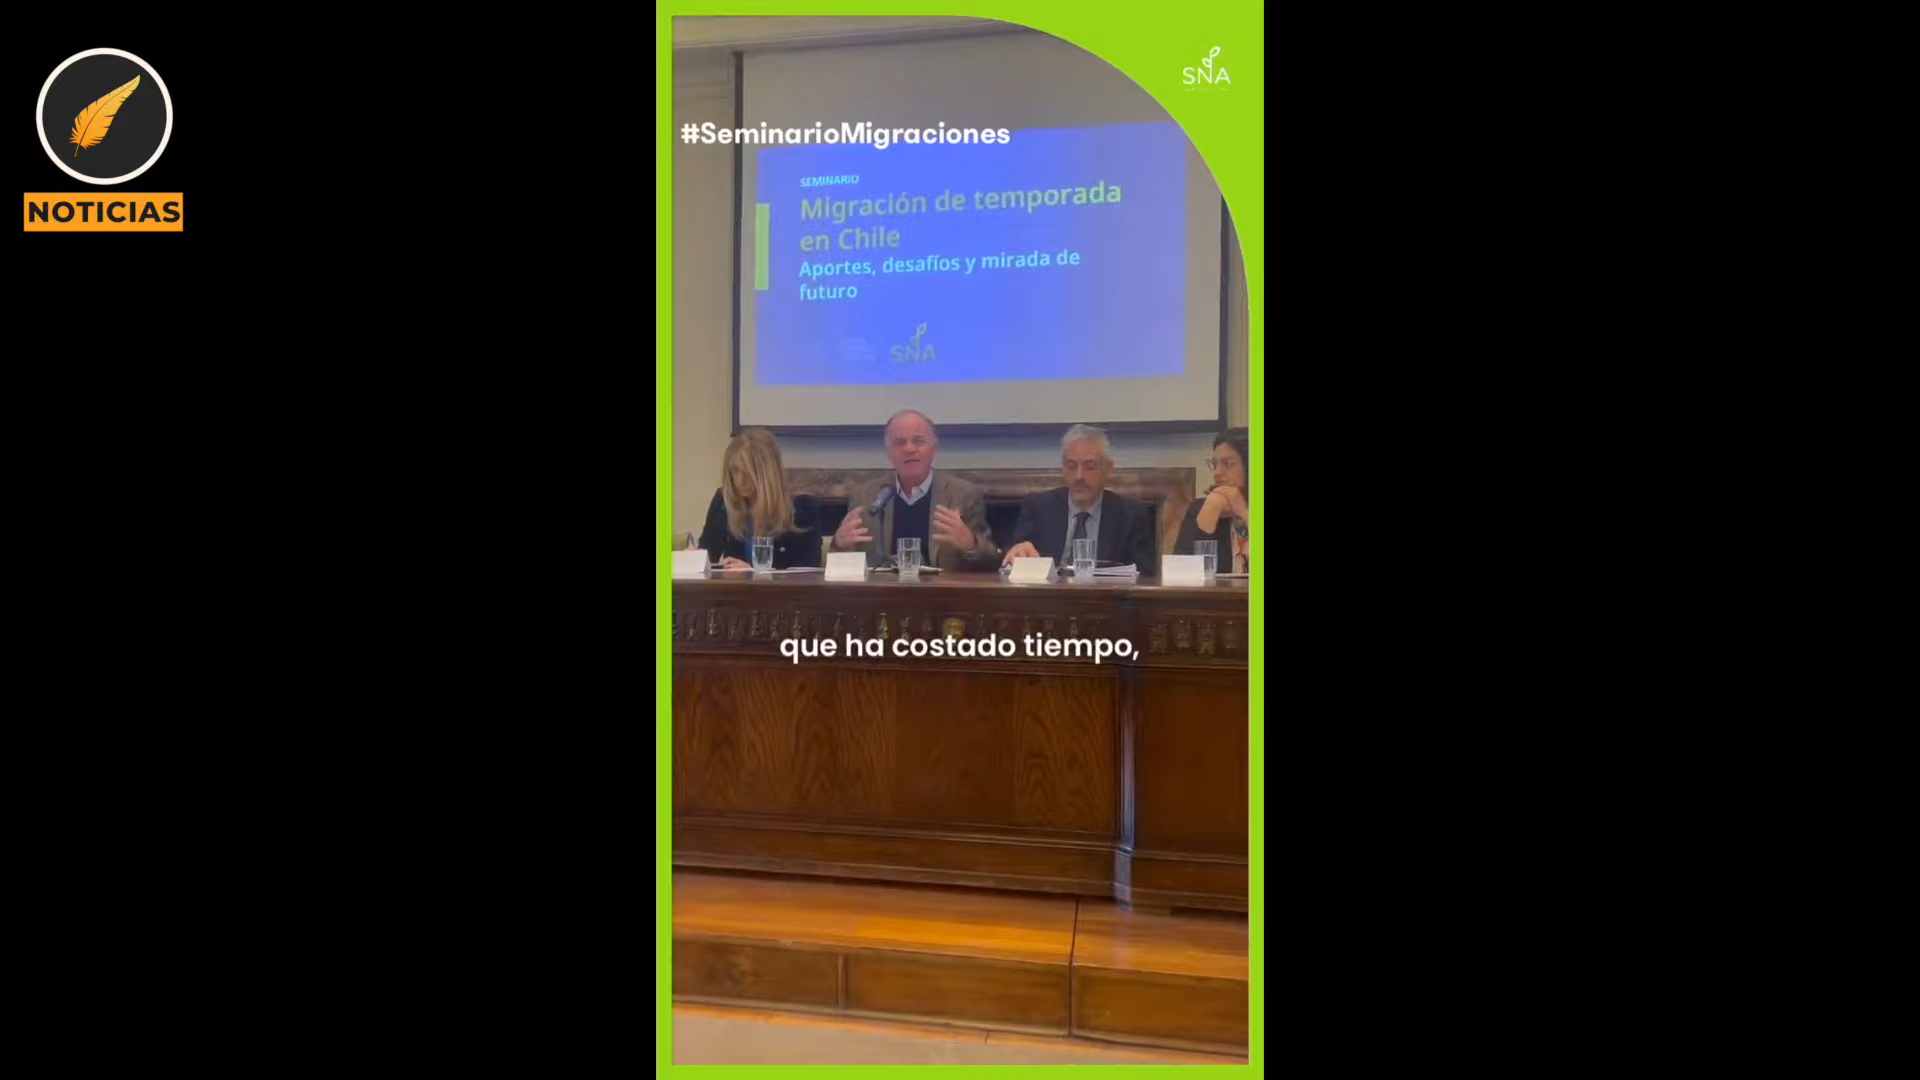 NOTICIAS
SNA
#SeminarioMigraciones
SEMINARIO
Migración de temporada
en Chile
Aportes, desafíos y mirada de
futuro
SNA
que ha costado tiempo,